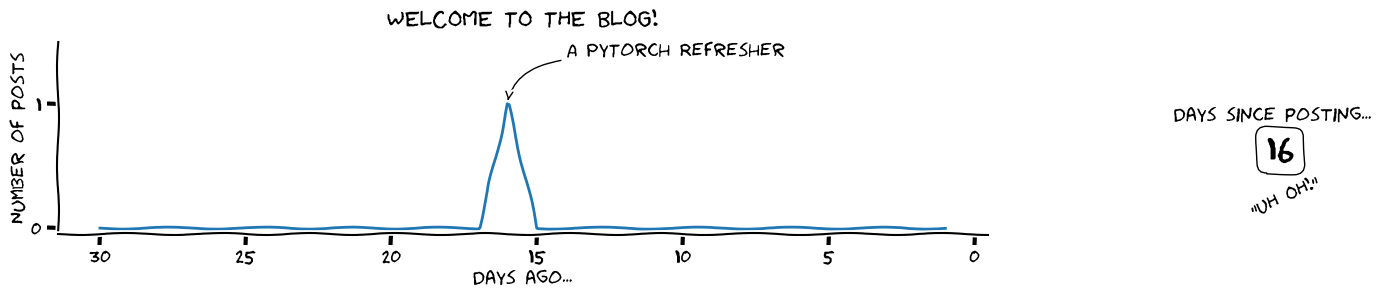 WELCOME TO THE BLOG!
A PYTORCH REFRESHER
NUMBER OF POSTS
1
0
30 25 20 15 10 5 0
DAYS AGO...
DAYS SINCE POSTING...
16
"UH OH!"